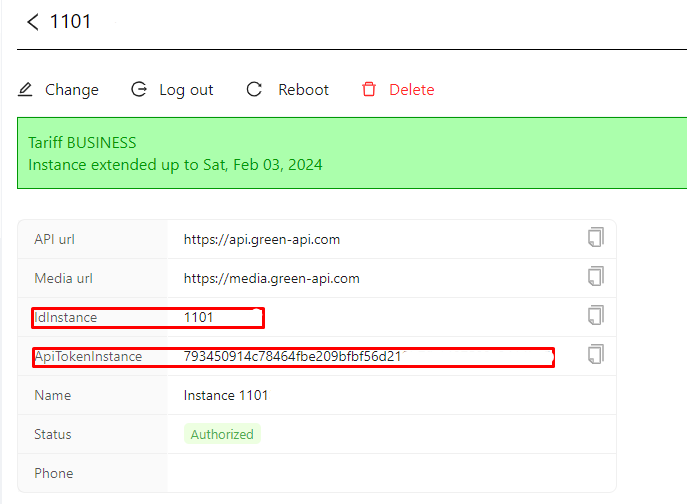 1101
Change Log out Reboot Delete
Tariff BUSINESS
Instance extended up to Sat, Feb 03, 2024
API url https://api.green-api.com
Media url https://media.green-api.com
IdInstance 1101
ApiTokenInstance 793450914c78464fbe209bfbf56d21
Name Instance 1101
Status Authorized
Phone